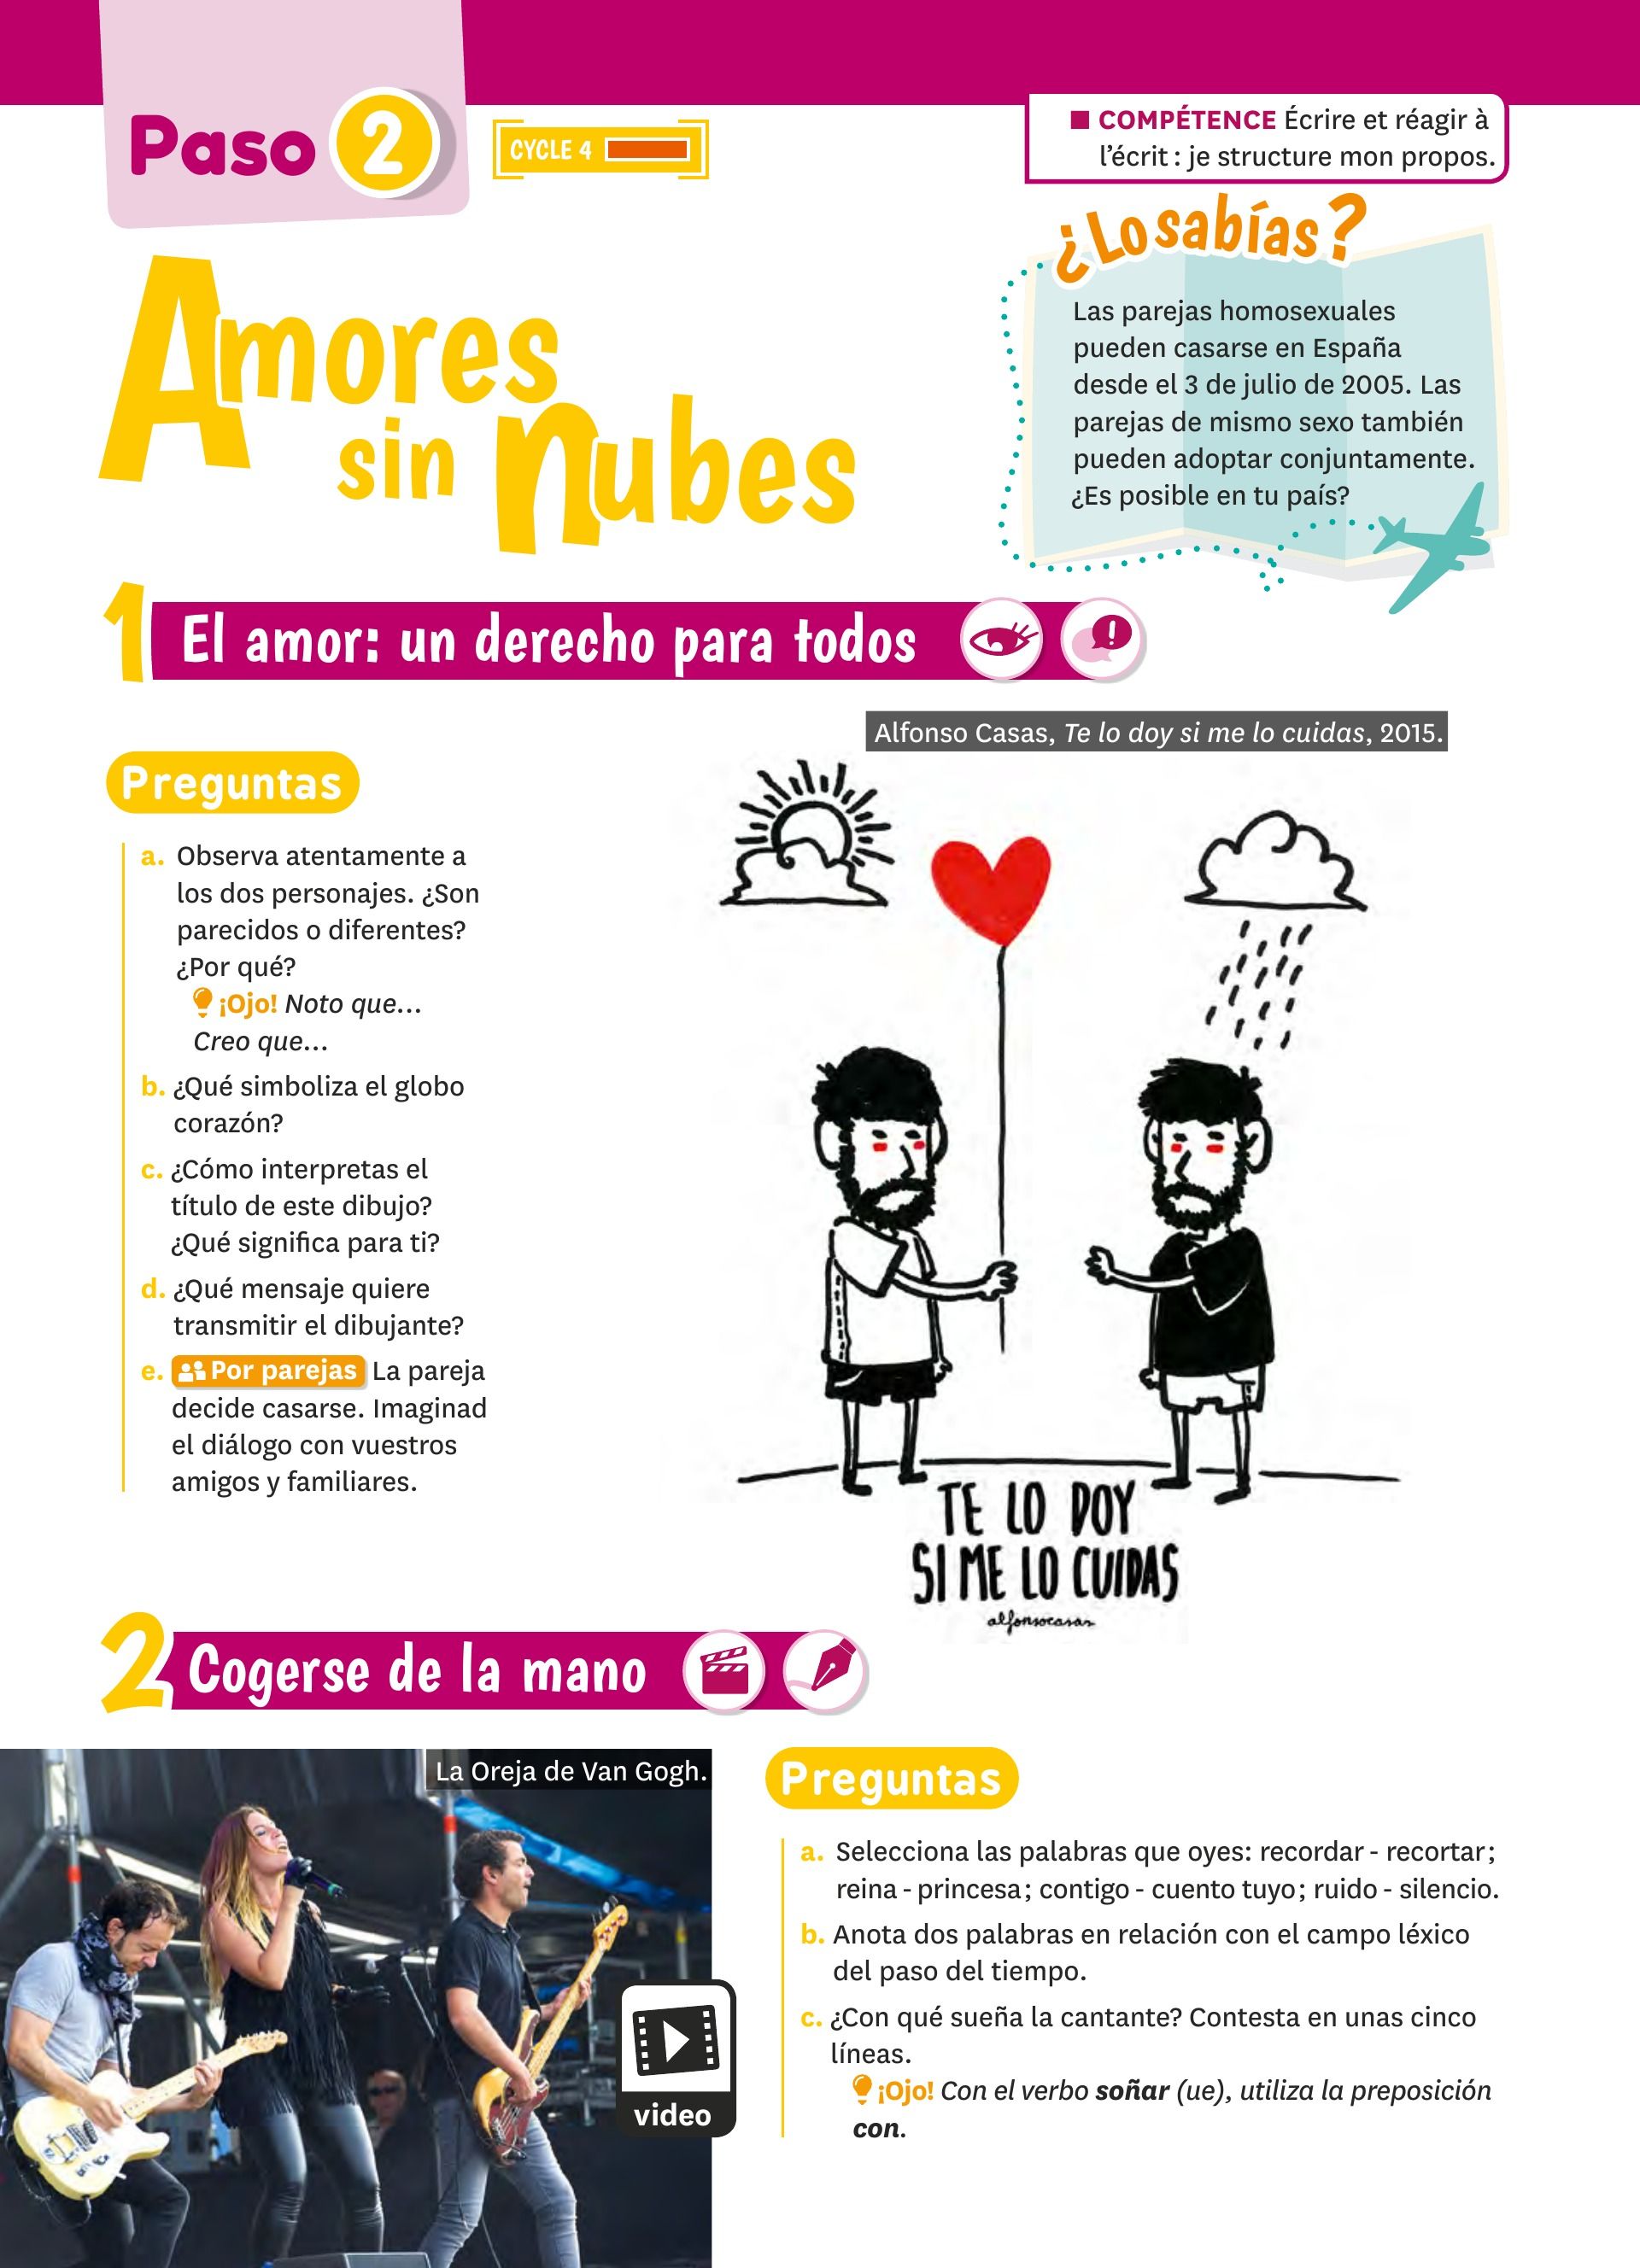 Paso 2
CYCLE 4
■ COMPÉTENCE Écrire et réagir à
l'écrit : je structure mon propos.
¿Lo sabías?
Las parejas homosexuales
pueden casarse en España
desde el 3 de julio de 2005. Las
parejas de mismo sexo también
pueden adoptar conjuntamente.
¿Es posible en tu país?
Amores
sin nubes
1 El amor: un derecho para todos
Alfonso Casas, Te lo doy si me lo cuidas, 2015.
Preguntas
a. Observa atentamente a
los dos personajes. ¿Son
parecidos o diferentes?
¿Por qué?
¡Ojo! Noto que...
Creo que...
b. ¿Qué simboliza el globo
corazón?
c. ¿Cómo interpretas el
título de este dibujo?
¿Qué significa para ti?
d. ¿Qué mensaje quiere
transmitir el dibujante?
e. Por parejas La pareja
decide casarse. Imaginad
el diálogo con vuestros
amigos y familiares.
TE LO DOY
SI ME LO CUIDAS
alfonsocasas
2 Cogerse de la mano
La Oreja de Van Gogh.
video
Preguntas
a. Selecciona las palabras que oyes: recordar - recortar ;
reina - princesa ; contigo - cuento tuyo ; ruido - silencio.
b. Anota dos palabras en relación con el campo léxico
del paso del tiempo.
c. ¿Con qué sueña la cantante? Contesta en unas cinco
líneas.
¡Ojo! Con el verbo soñar (ue), utiliza la preposición
con.